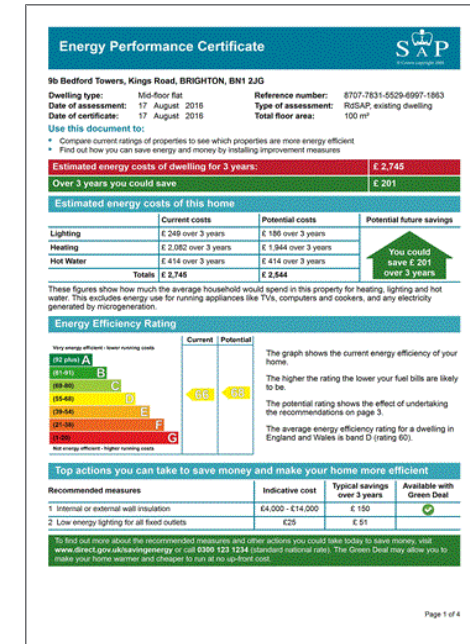 Energy Performance Certificate
SAP
9b Bedford Towers, Kings Road, BRIGHTON, BN1 2JG
Dwelling type: Mid-floor flat Reference number: 8707-7831-5529-6997-1863
Date of assessment: 17 August 2016 Type of assessment: RdSAP, existing dwelling
Date of certificate: 17 August 2016 Total floor area: 100 m²
Use this document to:
• Compare current ratings of properties to see which properties are more energy efficient
• Find out how you can save energy and money by installing improvement measures
Estimated energy costs of dwelling for 3 years: £ 2,745
Over 3 years you could save £ 201
Estimated energy costs of this home
Current costs Potential costs Potential future savings
Lighting £ 249 over 3 years £ 186 over 3 years
Heating £ 2,082 over 3 years £ 1,944 over 3 years
Hot Water £ 414 over 3 years £ 414 over 3 years
Totals £ 2,745 £ 2,544
You could
save £ 201
over 3 years
These figures show how much the average household would spend in this property for heating, lighting and hot
water. This excludes energy use for running appliances like TVs, computers and cookers, and any electricity
generated by microgeneration.
Energy Efficiency Rating
Current Potential
Very energy efficient - lower running costs
(92 plus) A
(81-91) B
(69-80) C
(55-68) D
(39-54) E
(21-38) F
(1-20) G
Not energy efficient - higher running costs
66 68
The graph shows the current energy efficiency of your
home.
The higher the rating the lower your fuel bills are likely
to be.
The potential rating shows the effect of undertaking
the recommendations on page 3.
The average energy efficiency rating for a dwelling in
England and Wales is band D (rating 60).
Top actions you can take to save money and make your home more efficient
Recommended measures Indicative cost Typical savings over 3 years Available with Green Deal
1 Internal or external wall insulation £4,000 - £14,000 £ 150
2 Low energy lighting for all fixed outlets £25 £ 51
To find out more about the recommended measures and other actions you could take today to save money, visit
www.direct.gov.uk/savingenergy or call 0300 123 1234 (standard national rate). The Green Deal may allow you to
make your home warmer and cheaper to run at no up-front cost.
Page 1 of 4